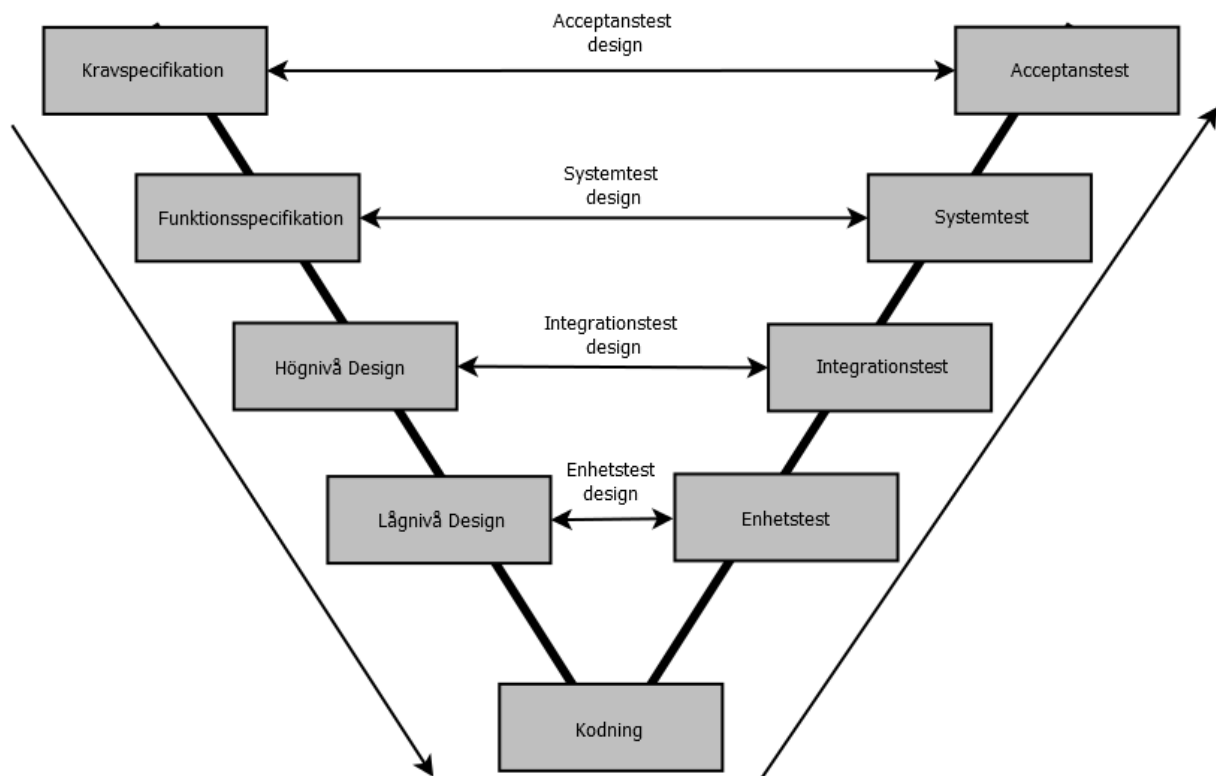 Acceptanstest
design
Kravspecifikation
Acceptanstest
Systemtest
design
Funktionsspecifikation
Systemtest
Integrationstest
design
Högnivå Design
Integrationstest
Enhetstest
design
Lågnivå Design
Enhetstest
Kodning